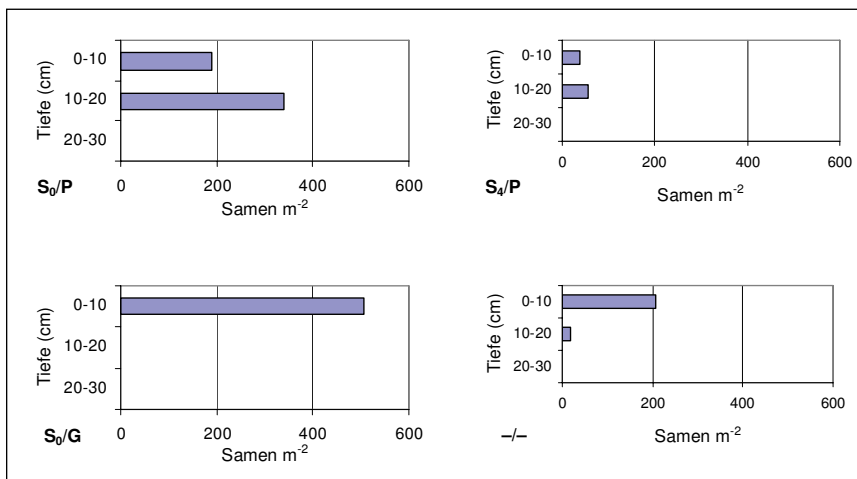 0-10
10-20
20-30
Tiefe (cm)
0 200 400 600
S0/P
Samen m-2
0-10
10-20
20-30
Tiefe (cm)
0 200 400 600
S4/P
Samen m-2
0-10
10-20
20-30
Tiefe (cm)
0 200 400 600
S0/G
Samen m-2
0-10
10-20
20-30
Tiefe (cm)
0 200 400 600
–/–
Samen m-2